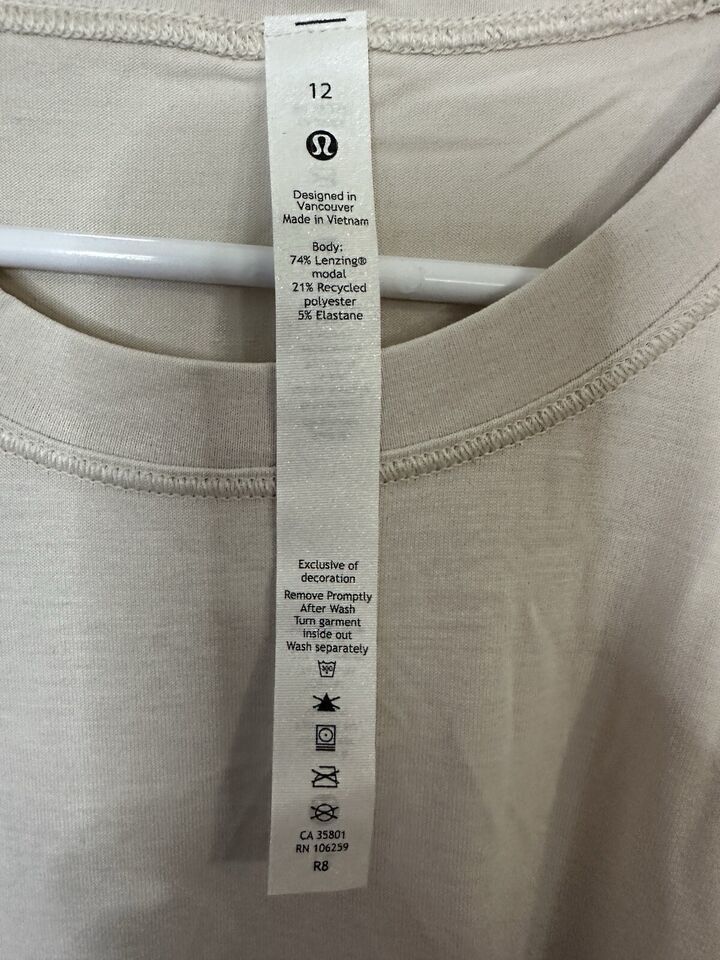 12
Designed in
Vancouver
Made in Vietnam
Body:
74% Lenzing®
modal
21% Recycled
polyester
5% Elastane
Exclusive of
decoration
Remove Promptly
After Wash
Turn garment
inside out
Wash separately
CA 35801
RN 106259
R8